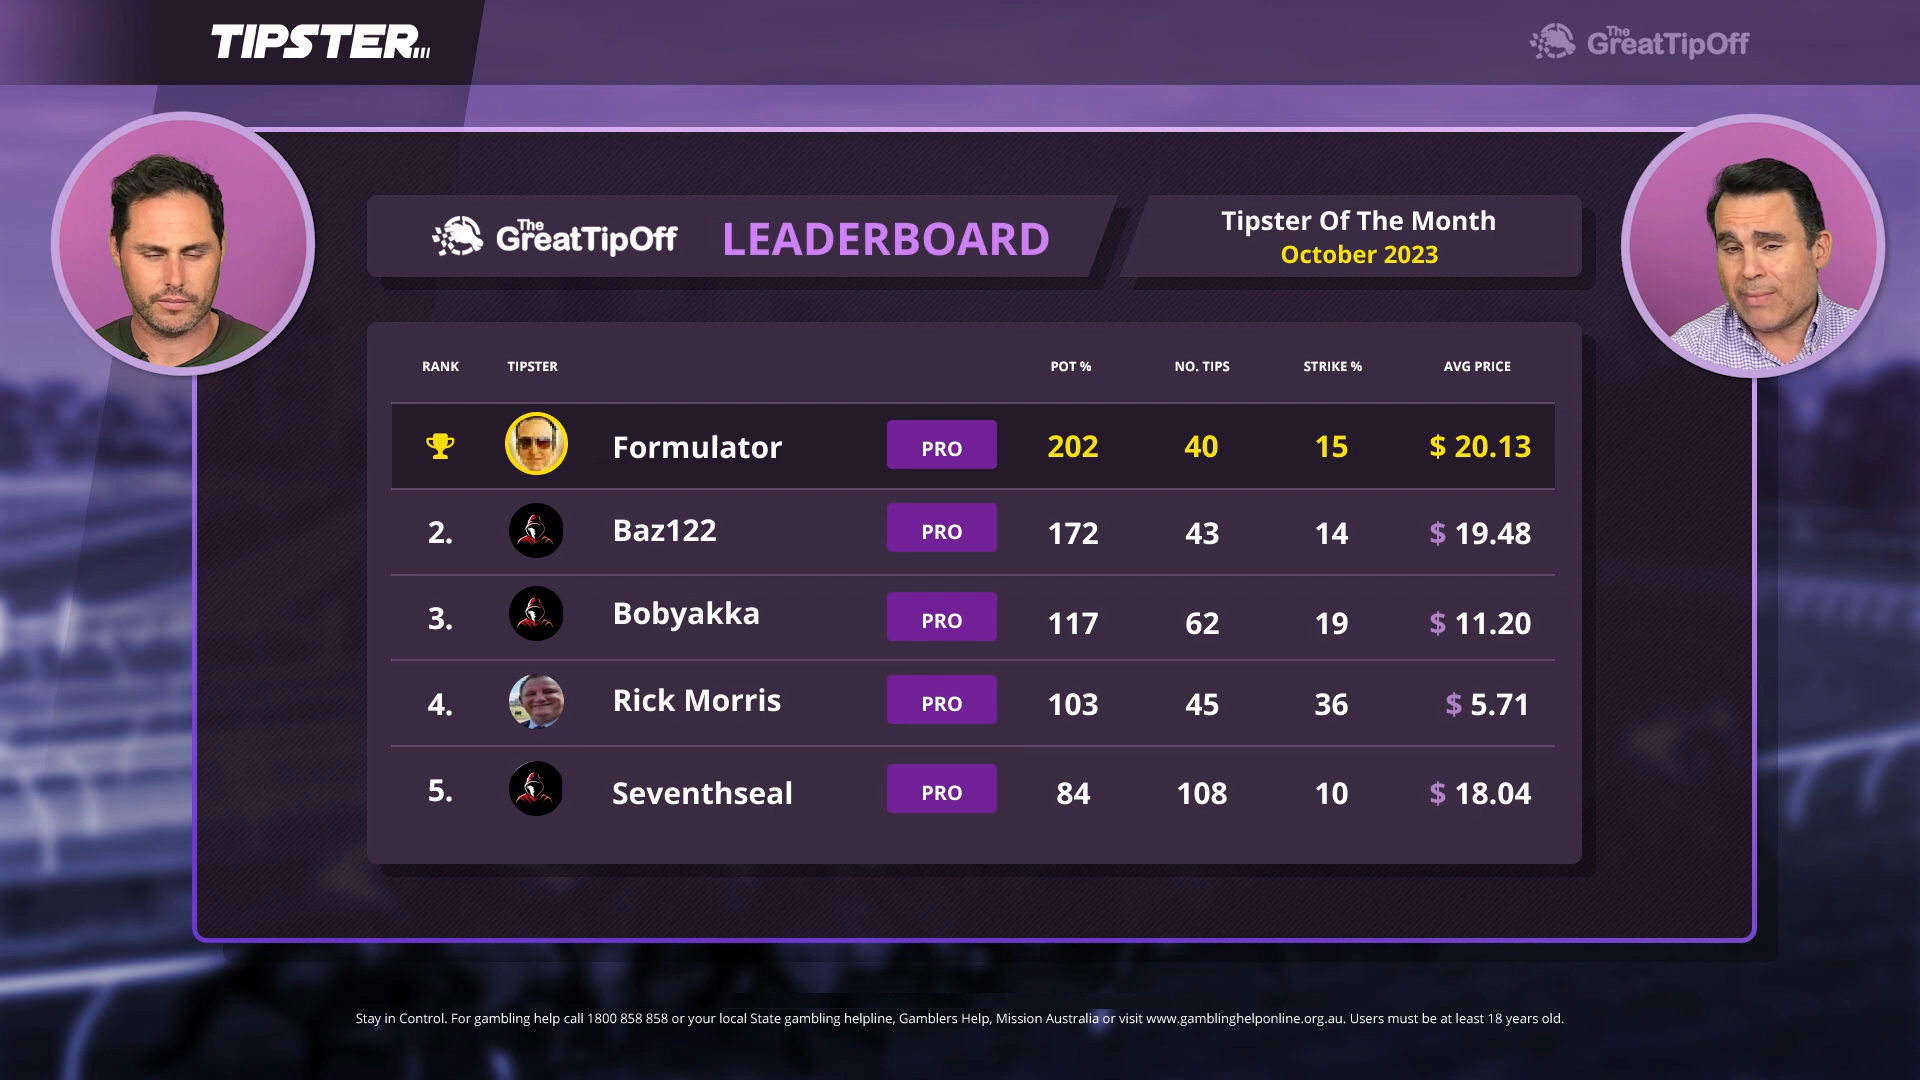 TIPSTER
The GreatTipOff
The GreatTipOff LEADERBOARD
Tipster Of The Month
October 2023
RANK TIPSTER POT % NO. TIPS STRIKE % AVG PRICE
Formulator PRO 202 40 15 $ 20.13
2. Baz122 PRO 172 43 14 $ 19.48
3. Bobyakka PRO 117 62 19 $ 11.20
4. Rick Morris PRO 103 45 36 $ 5.71
5. Seventhseal PRO 84 108 10 $ 18.04
Stay in Control. For gambling help call 1800 858 858 or your local State gambling helpline, Gamblers Help, Mission Australia or visit www.gamblinghelponline.org.au. Users must be at least 18 years old.